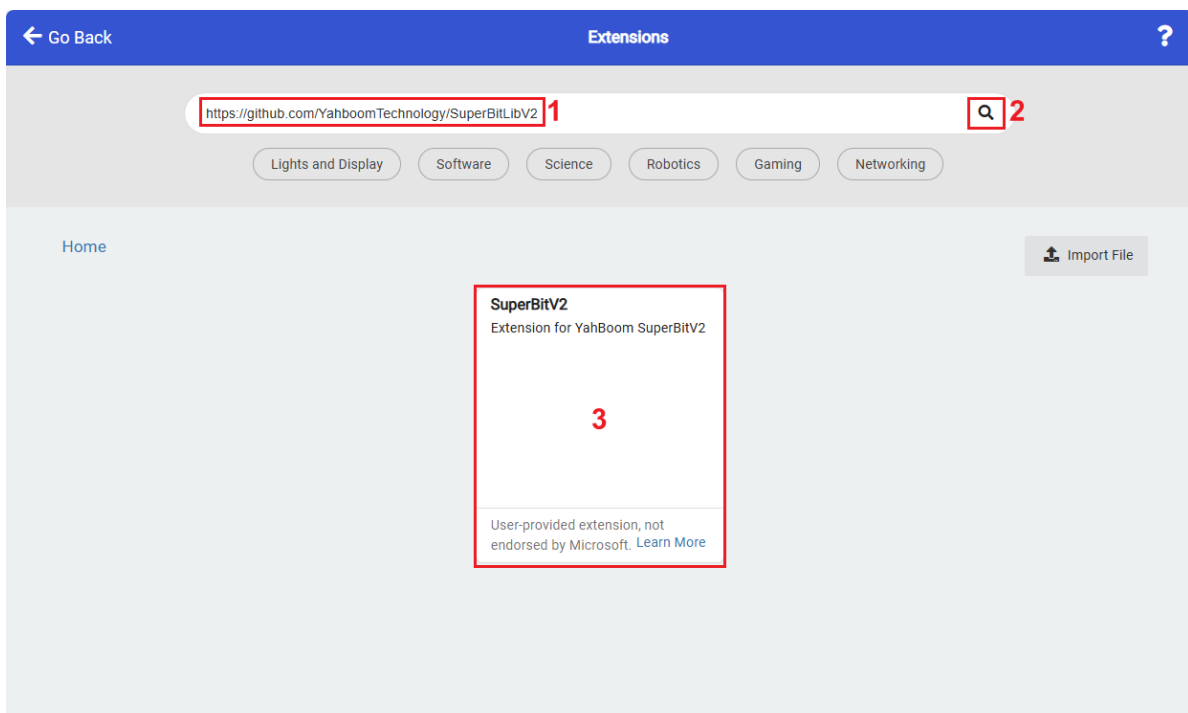 Go Back
Extensions
?
https://github.com/YahboomTechnology/SuperBitLibV2
1
2
Lights and Display
Software
Science
Robotics
Gaming
Networking
Home
Import File
SuperBitV2
Extension for YahBoom SuperBitV2
3
User-provided extension, not
endorsed by Microsoft. Learn More